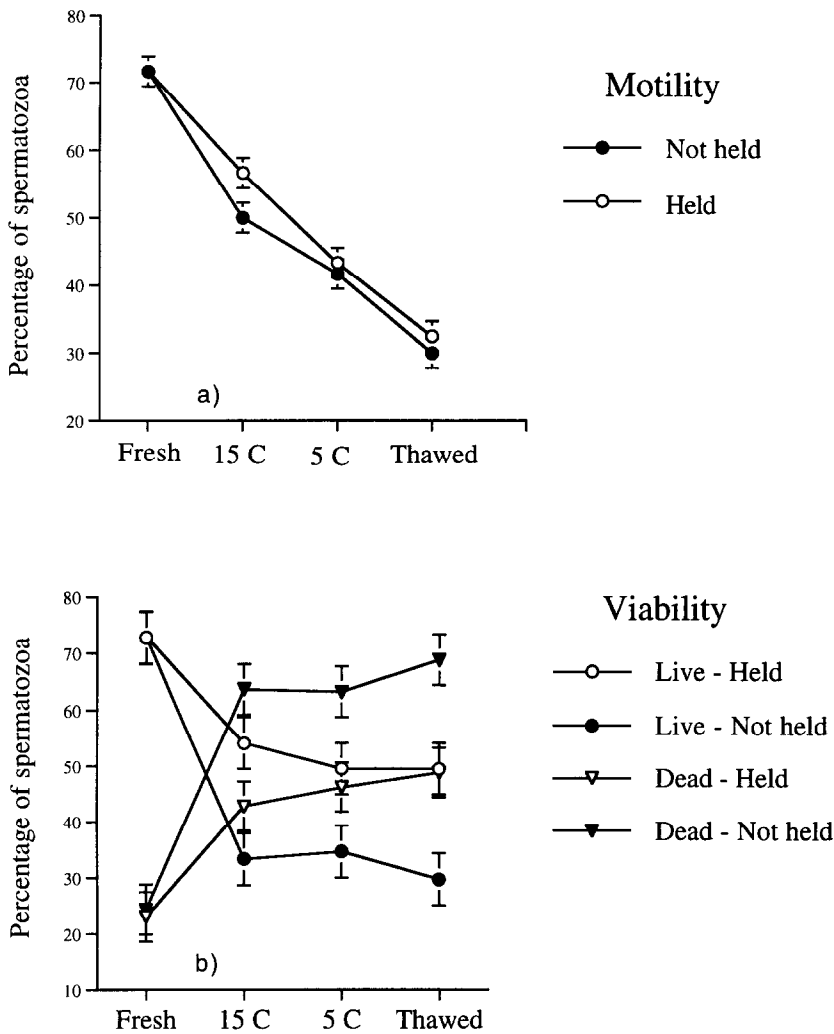 80
70
60
50
40
30
20
Percentage of spermatozoa
a)
Fresh 15 C 5 C Thawed
Motility
Not held
Held
80
70
60
50
40
30
20
10
Percentage of spermatozoa
b)
Fresh 15 C 5 C Thawed
Viability
Live - Held
Live - Not held
Dead - Held
Dead - Not held